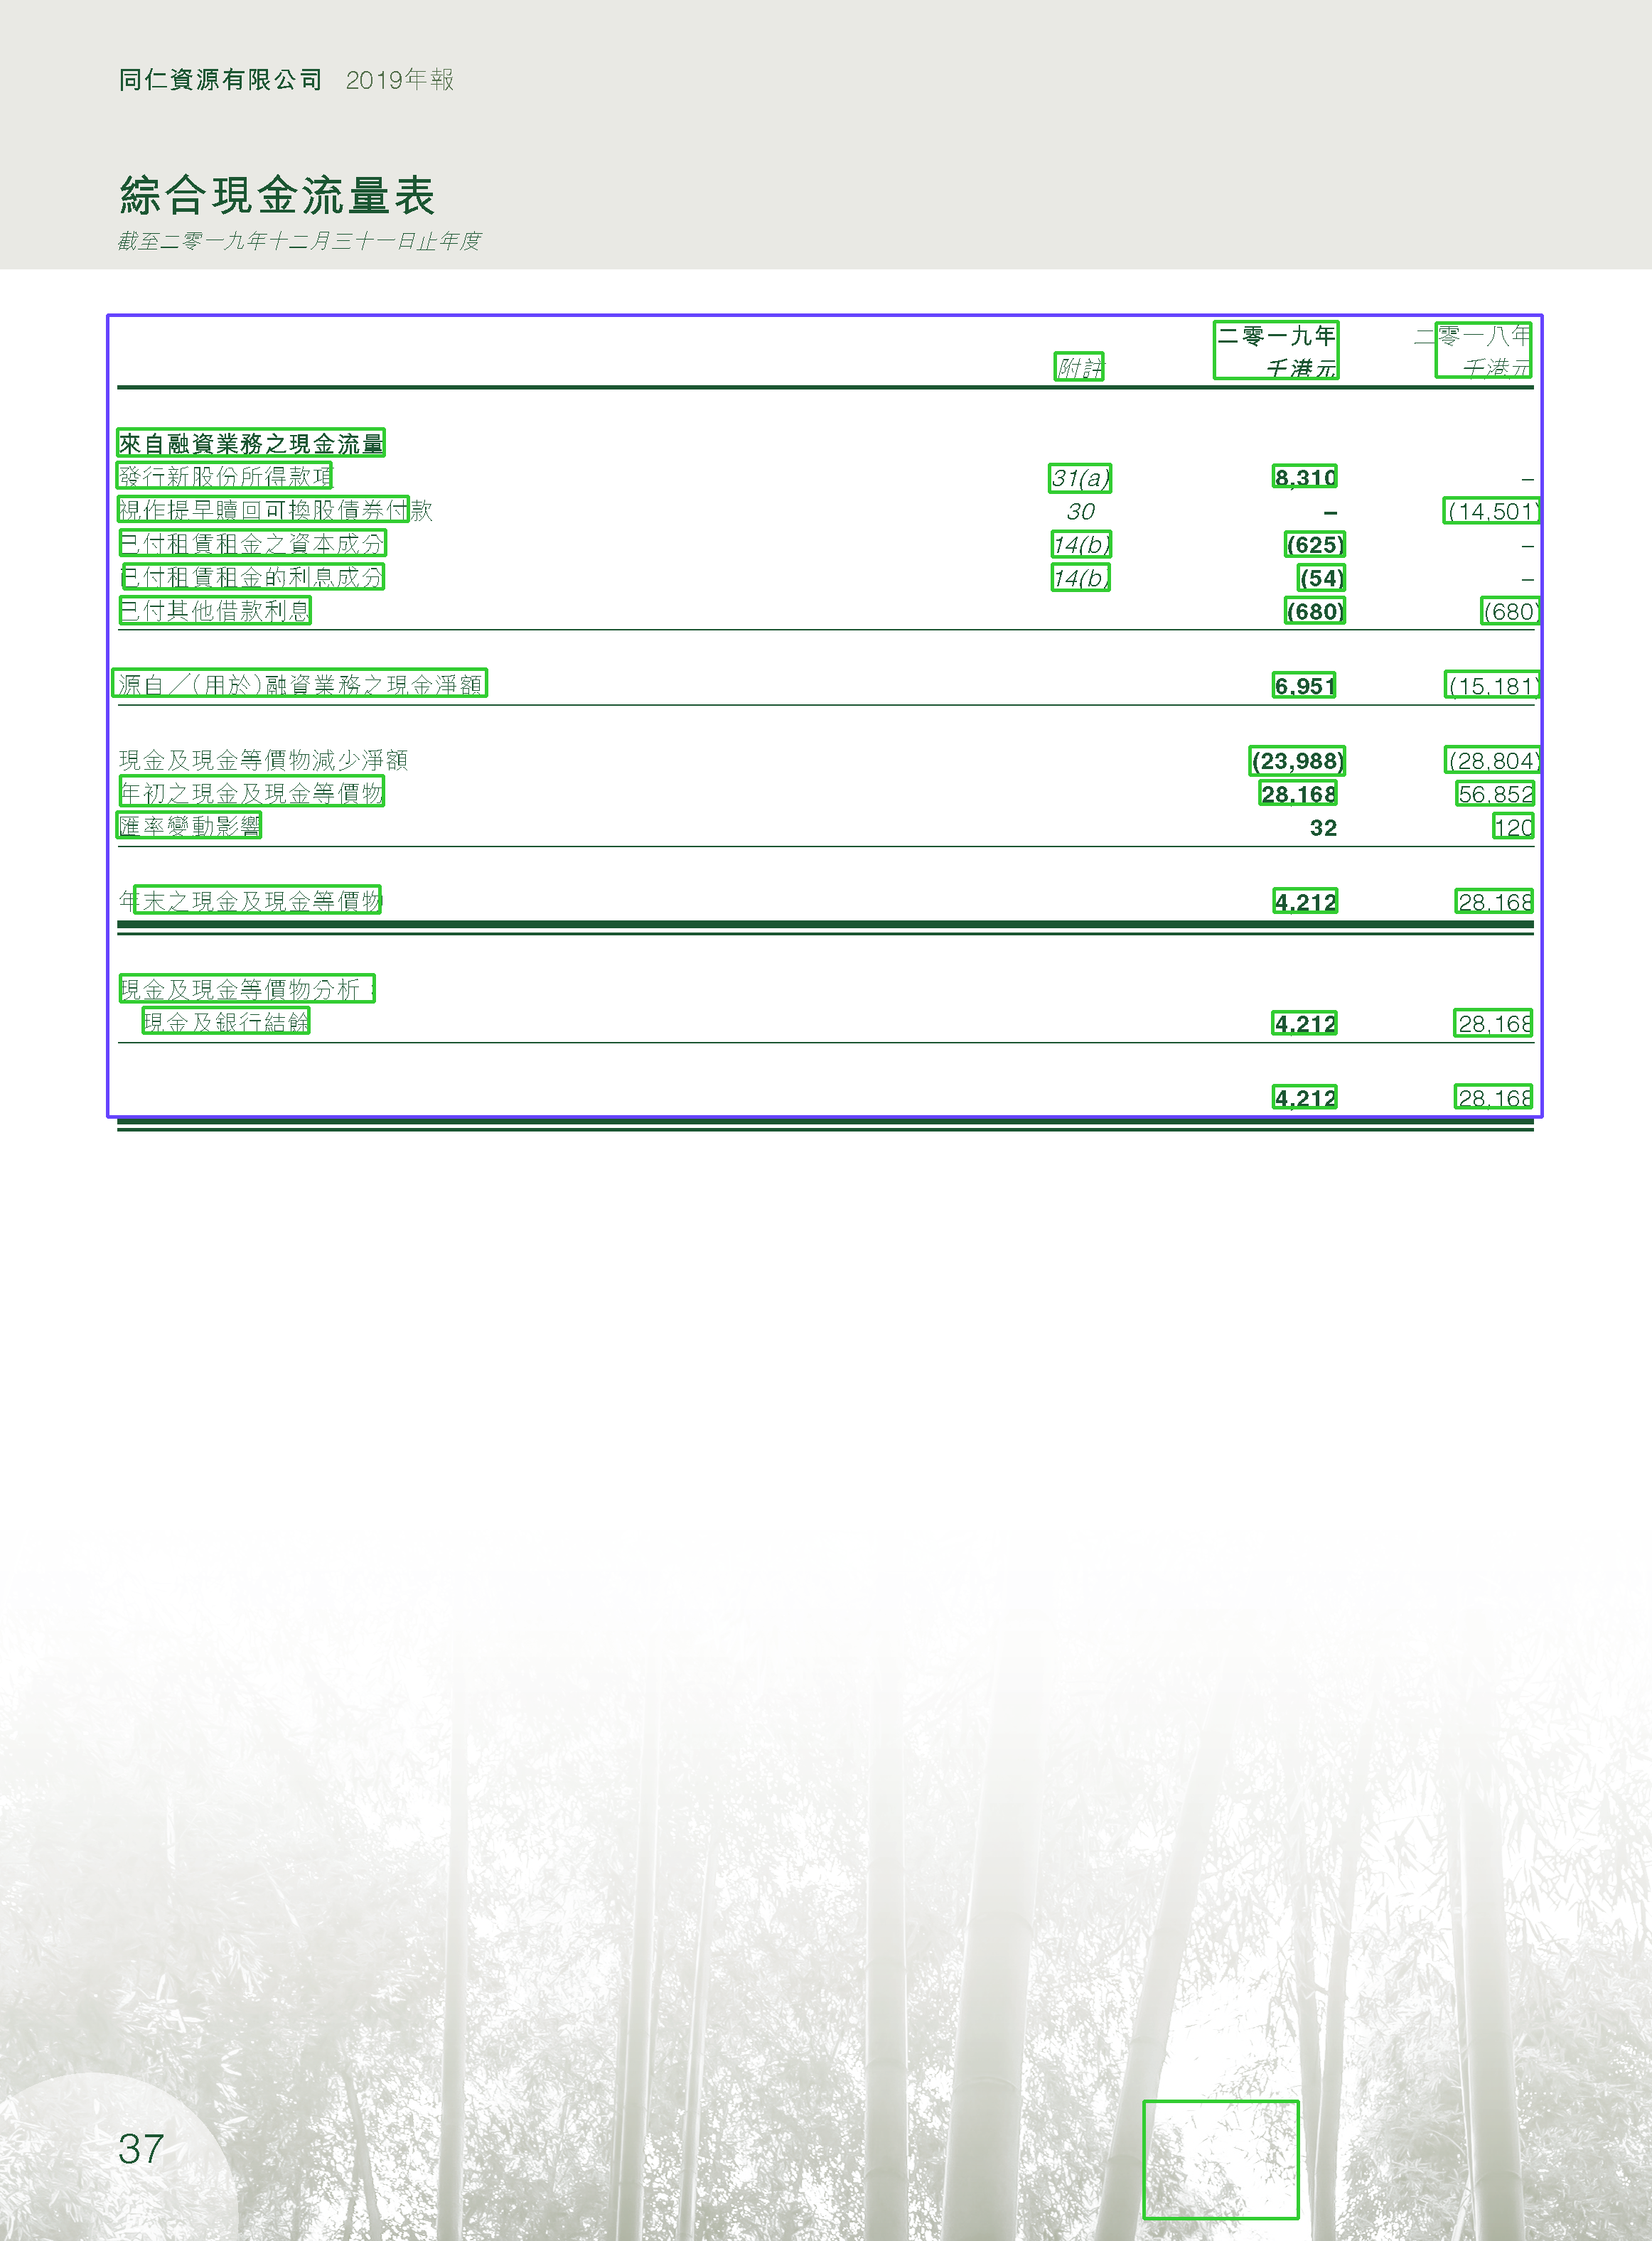 同仁資源有限公司 2019年報
綜合現金流量表
截至二零一九年十二月三十一日止年度
二零一九年 二零一八年
附註 千港元 千港元
來自融資業務之現金流量
發行新股份所得款項 31(a) 8,310 –
視作提早贖回可換股債券付款 30 – (14,501)
已付租賃租金之資本成分 14(b) (625) –
已付租賃租金的利息成分 14(b) (54) –
已付其他借款利息 (680) (680)
源自／(用於)融資業務之現金淨額 6,951 (15,181)
現金及現金等價物減少淨額 (23,988) (28,804)
年初之現金及現金等價物 28,168 56,852
匯率變動影響 32 120
年末之現金及現金等價物 4,212 28,168
現金及現金等價物分析：
現金及銀行結餘 4,212 28,168
4,212 28,168
37